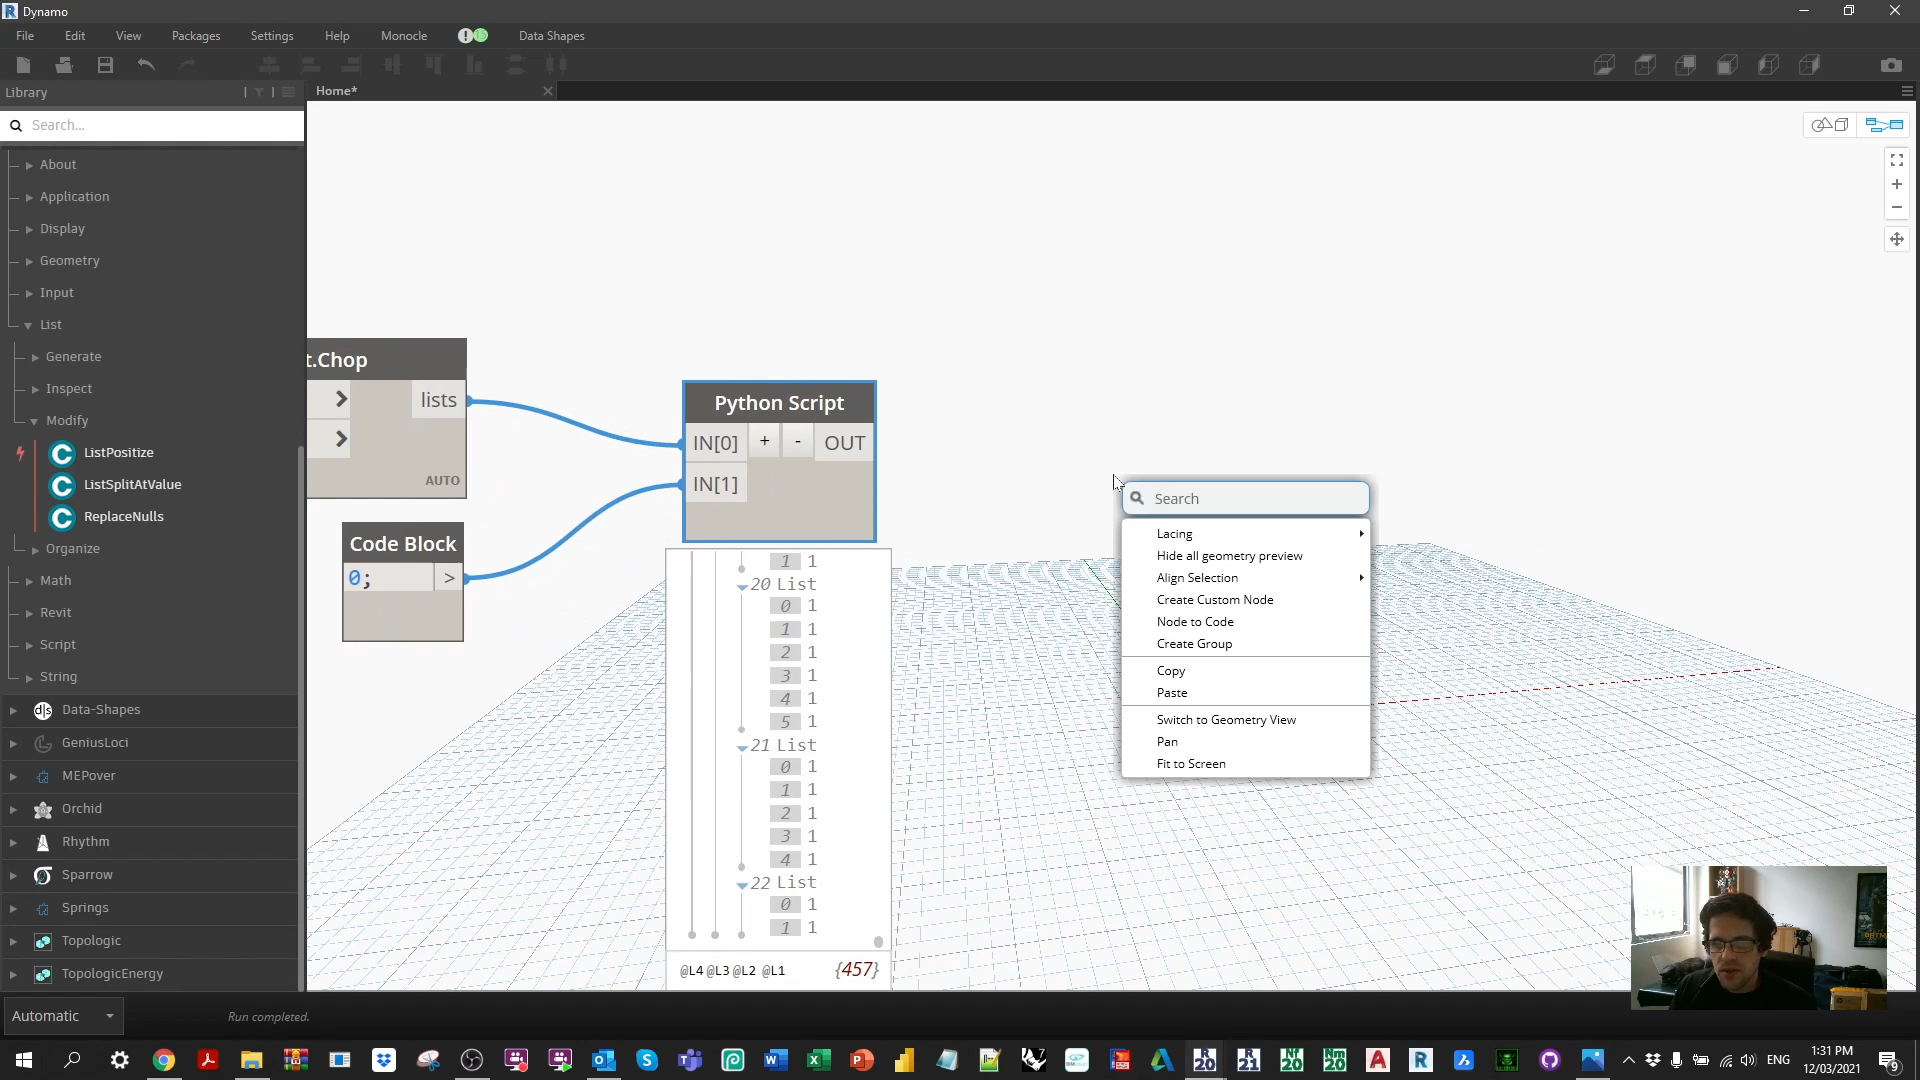 Dynamo
File Edit View Packages Settings Help Monocle Data Shapes
Library
Home*
Search...
About
Application
Display
Geometry
Input
List
Generate
Inspect
Modify
ListPositize
ListSplitAtValue
ReplaceNulls
Organize
Math
Revit
Script
String
Data-Shapes
GeniusLoci
MEPover
Orchid
Rhythm
Sparrow
Springs
Topologic
TopologicEnergy
t.Chop
> lists
>
AUTO
Code Block
0; >
Python Script
IN[0] + - OUT
IN[1]
1 1
20 List
0 1
1 1
2 1
3 1
4 1
5 1
21 List
0 1
1 1
2 1
3 1
4 1
22 List
0 1
1 1
@L4 @L3 @L2 @L1 {457}
Search
Lacing
Hide all geometry preview
Align Selection
Create Custom Node
Node to Code
Create Group
Copy
Paste
Switch to Geometry View
Pan
Fit to Screen
Automatic
Run completed.
ENG
1:31 PM
12/03/2021